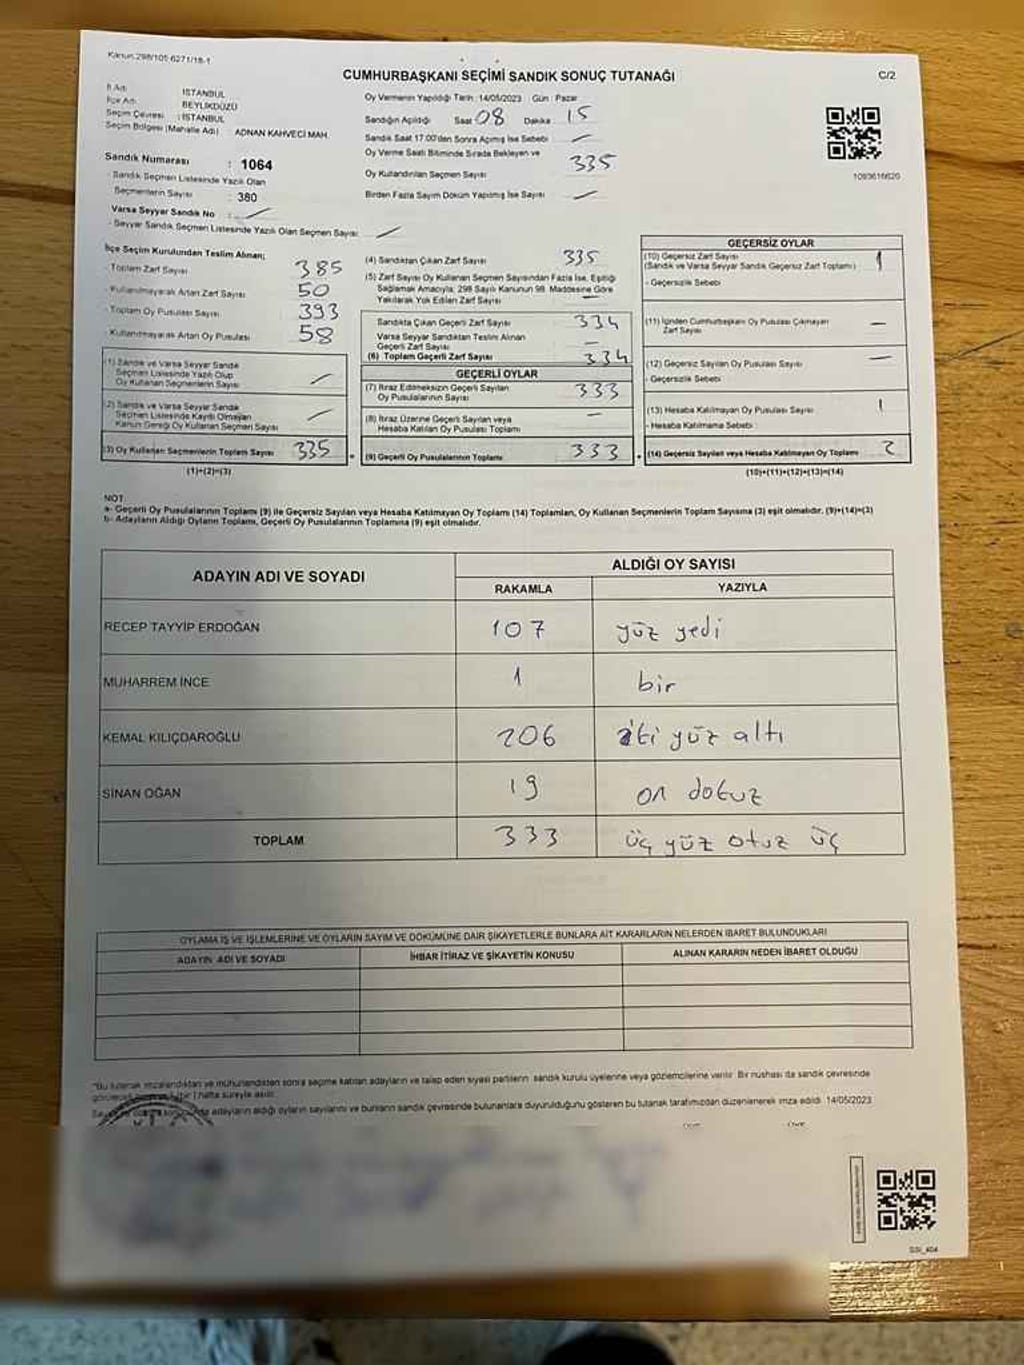 Kanun 298/105 6271/18-1
CUMHURBAŞKANI SEÇİMİ SANDIK SONUÇ TUTANAĞI
C/2
İl Adı : İSTANBUL
İlçe Adı : BEYLİKDÜZÜ
Seçim Çevresi : İSTANBUL
Seçim Bölgesi (Mahalle Adı) : ADNAN KAHVECİ MAH.
Sandık Numarası : 1064
- Sandık Seçmen Listesinde Yazılı Olan
Seçmenlerin Sayısı : 380
Varsa Seyyar Sandık No :
- Seyyar Sandık Seçmen Listesinde Yazılı Olan Seçmen Sayısı
Oy Vermenin Yapıldığı Tarih : 14/05/2023 Gün : Pazar
Sandığın Açıldığı Saat 08 Dakika 15
Sandık Saat 17:00'den Sonra Açılmış İse Sebebi :
Oy Verme Saati Bitiminde Sırada Bekleyen ve
Oy Kullandırılan Seçmen Sayısı 335
Birden Fazla Sayım Döküm Yapılmış İse Sayısı
1093616620
İlçe Seçim Kurulundan Teslim Alınan;
- Toplam Zarf Sayısı 385
- Kullanılmayarak Artan Zarf Sayısı 50
- Toplam Oy Pusulası Sayısı 393
- Kullanılmayarak Artan Oy Pusulası 58
(1) Sandık ve Varsa Seyyar Sandık
Seçmen Listesinde Yazılı Olup
Oy Kullanan Seçmenlerin Sayısı
(2) Sandık ve Varsa Seyyar Sandık
Seçmen Listesinde Kayıtlı Olmayan
Kanun Gereği Oy Kullanan Seçmen Sayısı
(3) Oy Kullanan Seçmenlerin Toplam Sayısı 335
(1)+(2)=(3)
(4) Sandıktan Çıkan Zarf Sayısı 335
(5) Zarf Sayısı Oy Kullanan Seçmen Sayısından Fazla İse, Eşitliği
Sağlamak Amacıyla; 298 Sayılı Kanunun 98. Maddesine Göre
Yakılarak Yok Edilen Zarf Sayısı —
Sandıkta Çıkan Geçerli Zarf Sayısı 334
Varsa Seyyar Sandıktan Teslim Alınan
Geçerli Zarf Sayısı —
(6) Toplam Geçerli Zarf Sayısı 334
GEÇERLİ OYLAR
(7) İtiraz Edilmeksizin Geçerli Sayılan
Oy Pusulalarının Sayısı 333
(8) İtiraz Üzerine Geçerli Sayılan veya
Hesaba Katılan Oy Pusulası Toplamı —
(9) Geçerli Oy Pusulalarının Toplamı 333
GEÇERSİZ OYLAR
(10) Geçersiz Zarf Sayısı 1
(Sandık ve Varsa Seyyar Sandık Geçersiz Zarf Toplamı)
- Geçersizlik Sebebi
(11) İçinden Cumhurbaşkanı Oy Pusulası Çıkmayan
Zarf Sayısı —
(12) Geçersiz Sayılan Oy Pusulası Sayısı —
- Geçersizlik Sebebi
(13) Hesaba Katılmayan Oy Pusulası Sayısı 1
- Hesaba Katılmama Sebebi
(14) Geçersiz Sayılan veya Hesaba Katılmayan Oy Toplamı 2
(10)+(11)+(12)+(13)=(14)
NOT
a- Geçerli Oy Pusulalarının Toplamı (9) ile Geçersiz Sayılan veya Hesaba Katılmayan Oy Toplamı (14) Toplamları, Oy Kullanan Seçmenlerin Toplam Sayısına (3) eşit olmalıdır. (9)+(14)=(3)
b- Adayların Aldığı Oyların Toplamı, Geçerli Oy Pusulalarının Toplamına (9) eşit olmalıdır.
ADAYIN ADI VE SOYADI
ALDIĞI OY SAYISI
RAKAMLA YAZIYLA
RECEP TAYYİP ERDOĞAN 107 yüz yedi
MUHARREM İNCE 1 bir
KEMAL KILIÇDAROĞLU 206 iki yüz altı
SİNAN OĞAN 19 on dokuz
TOPLAM 333 üç yüz otuz üç
OYLAMA İŞ VE İŞLEMLERİNE VE OYLARIN SAYIM VE DÖKÜMÜNE DAİR ŞİKAYETLERLE BUNLARA AİT KARARLARIN NELERDEN İBARET BULUNDUKLARI
ADAYIN ADI VE SOYADI
İHBAR İTİRAZ VE ŞİKAYETİN KONUSU
ALINAN KARARIN NEDEN İBARET OLDUĞU
"Bu tutanak imzalandıktan ve mühürlendikten sonra seçime katılan adayların ve talep eden siyasi partilerin sandık kurulu üyelerine veya gözlemcilerine verilir. Bir nüshası da sandık çevresinde
hafta süreyle asılır.
adayların aldığı oyların sayılarını ve bunların sandık çevresinde bulunanlara duyurulduğunu gösteren bu tutanak tarafımızdan düzenlenerek imza edildi. 14/05/2023